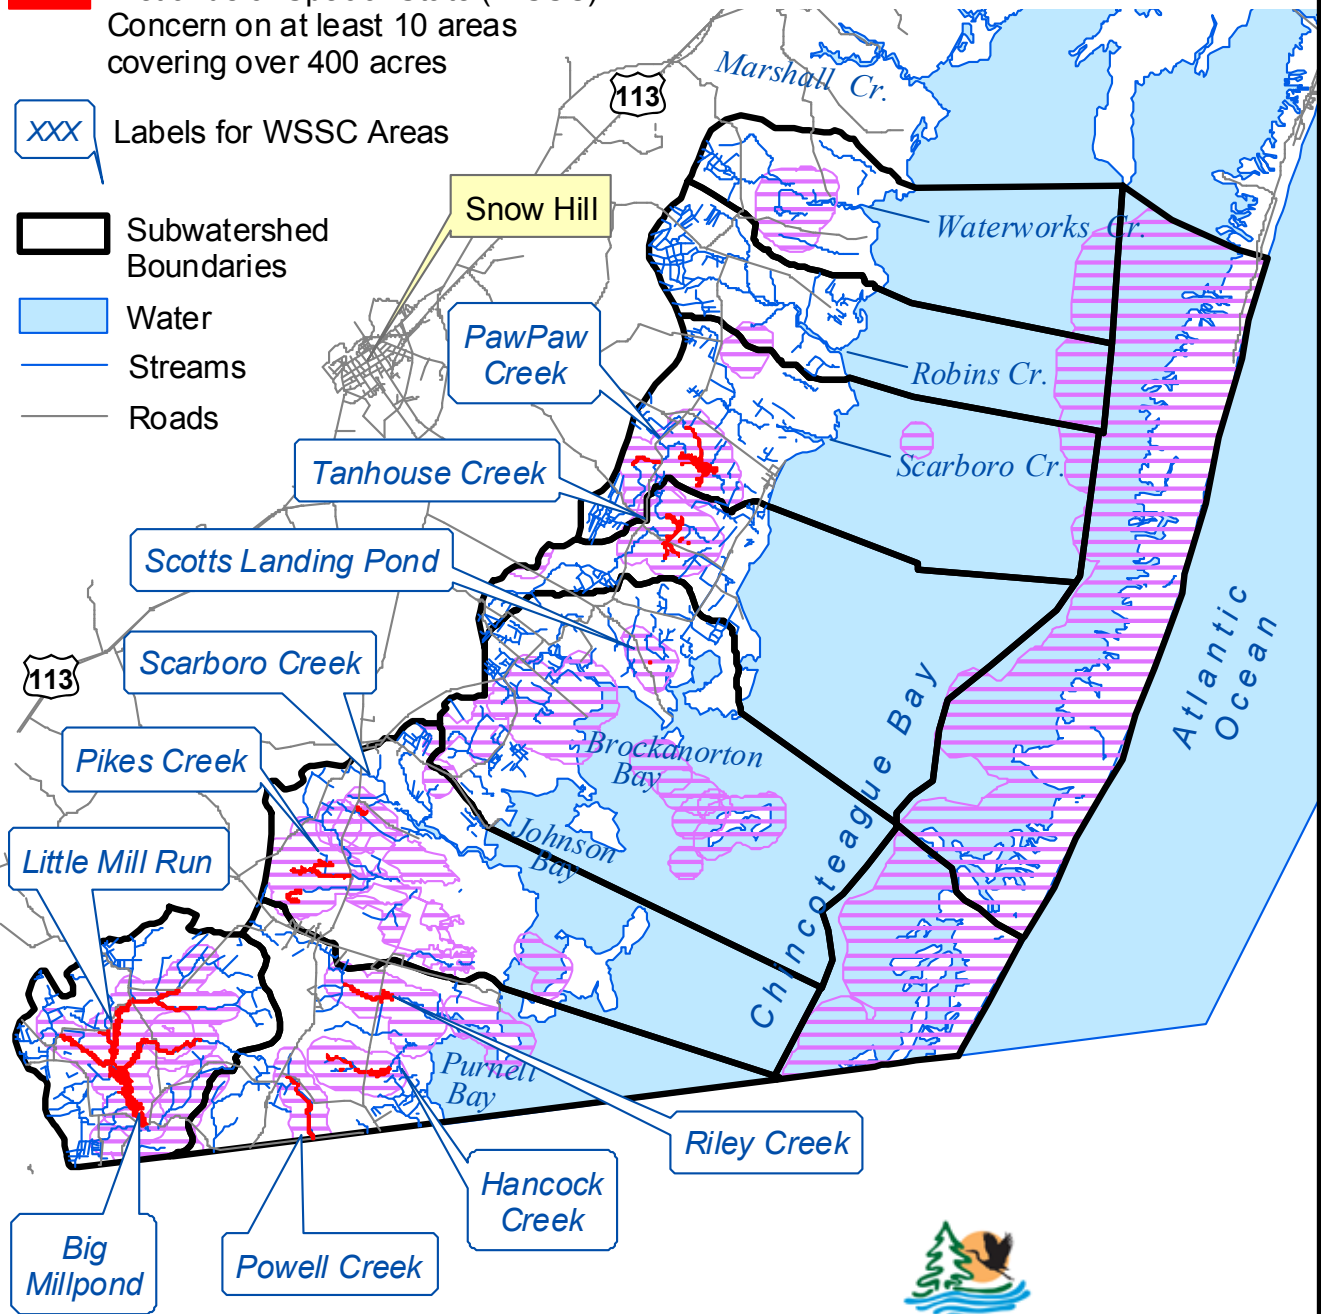 Concern on at least 10 areas
covering over 400 acres
XXX
Labels for WSSC Areas
Subwatershed
Boundaries
Water
Streams
Roads
113
Marshall Cr.
Snow Hill
Waterworks Cr.
PawPaw
Creek
Robins Cr.
Tanhouse Creek
Scarboro Cr.
Scotts Landing Pond
Scarboro Creek
113
Atlantic
Ocean
Pikes Creek
Brockanorton
Bay
Chincoteague Bay
Little Mill Run
Johnson
Bay
Purnell
Bay
Riley Creek
Hancock
Creek
Big
Millpond
Powell Creek